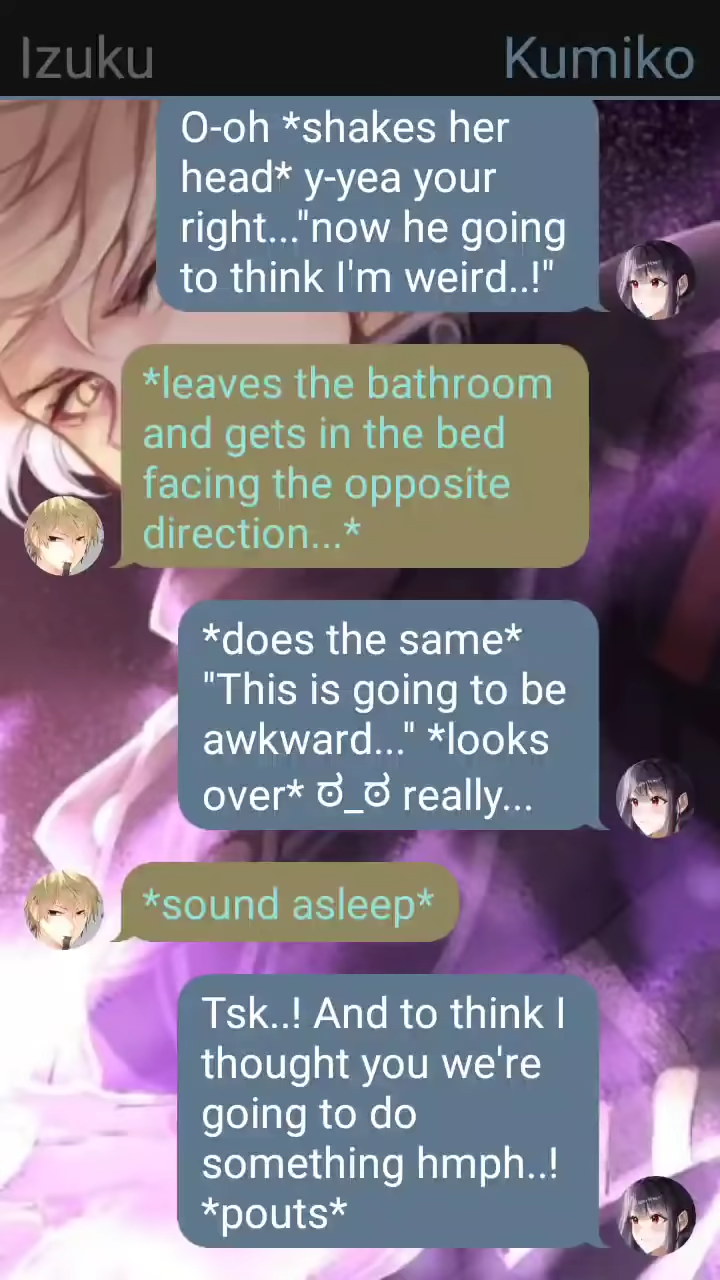 Izuku
Kumiko
O-oh *shakes her
head* y-yea your
right..."now he going
to think I'm weird..!"
*leaves the bathroom
and gets in the bed
facing the opposite
direction...*
*does the same*
"This is going to be
awkward..." *looks
over* ಠ_ಠ really...
*sound asleep*
Tsk..! And to think I
thought you we're
going to do
something hmph..!
*pouts*